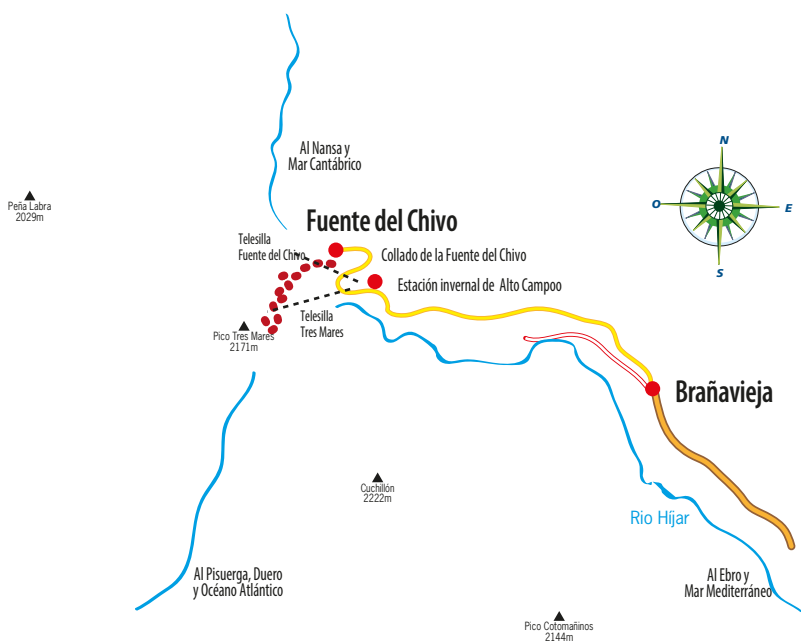 N
O
E
S
Al Nansa y
Mar Cantábrico
Peña Labra
2029m
Fuente del Chivo
Telesilla
Fuente del Chivo
Collado de la Fuente del Chivo
Estación invernal de Alto Campoo
Telesilla
Tres Mares
Pico Tres Mares
2171m
Brañavieja
Cuchillón
2222m
Rio Híjar
Al Pisuerga, Duero
y Océano Atlántico
Al Ebro y
Mar Mediterráneo
Pico Cotomañinos
2144m